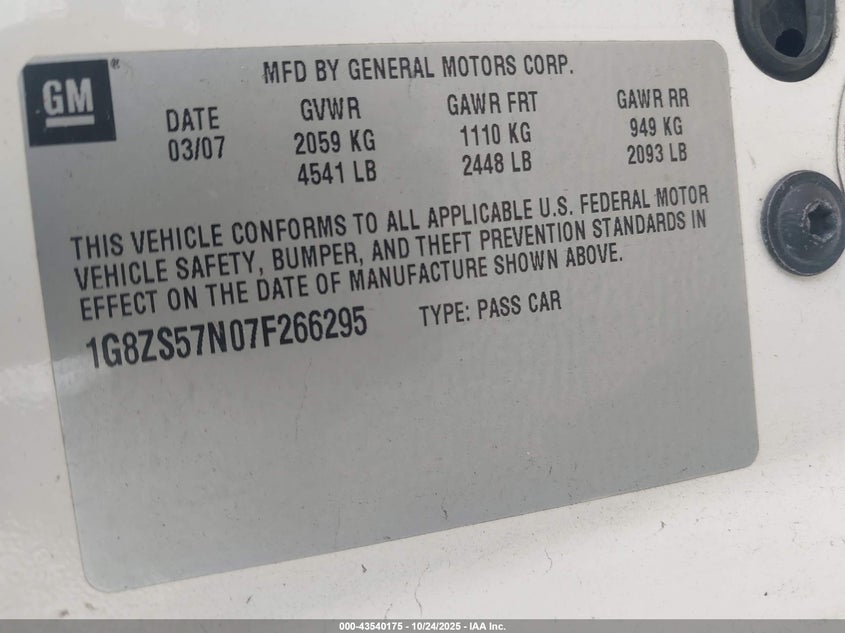 GM®
MFD BY GENERAL MOTORS CORP.
DATE GVWR GAWR FRT GAWR RR
03/07 2059 KG 1110 KG 949 KG
4541 LB 2448 LB 2093 LB
THIS VEHICLE CONFORMS TO ALL APPLICABLE U.S. FEDERAL MOTOR
VEHICLE SAFETY, BUMPER, AND THEFT PREVENTION STANDARDS IN
EFFECT ON THE DATE OF MANUFACTURE SHOWN ABOVE.
1G8ZS57N07F266295 TYPE: PASS CAR
000-43540175 - 10/24/2025 - IAA Inc.